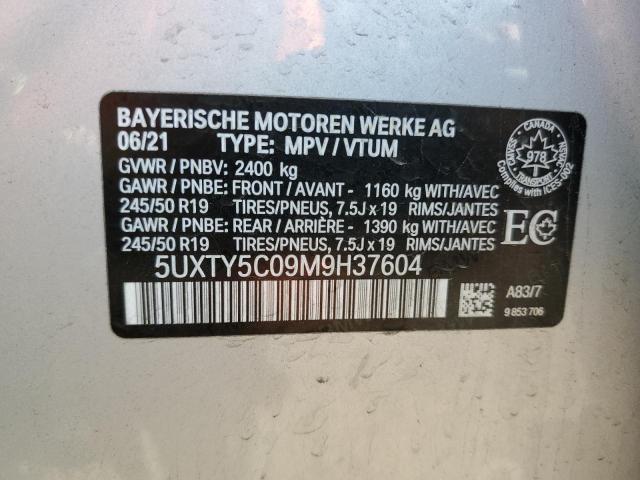 BAYERISCHE MOTOREN WERKE AG
06/21 TYPE: MPV / VTUM
GVWR / PNBV: 2400 kg
GAWR / PNBE: FRONT / AVANT - 1160 kg WITH/AVEC
245/50 R19 TIRES/PNEUS, 7.5J x 19 RIMS/JANTES
GAWR / PNBE: REAR / ARRIÈRE - 1390 kg WITH/AVEC
245/50 R19 TIRES/PNEUS, 7.5J x 19 RIMS/JANTES
5UXTY5C09M9H37604
CANADA
CMVSS NSVAC
978
TRANSPORT
Complies with ICES-002
EC
A83/7
9 853 706